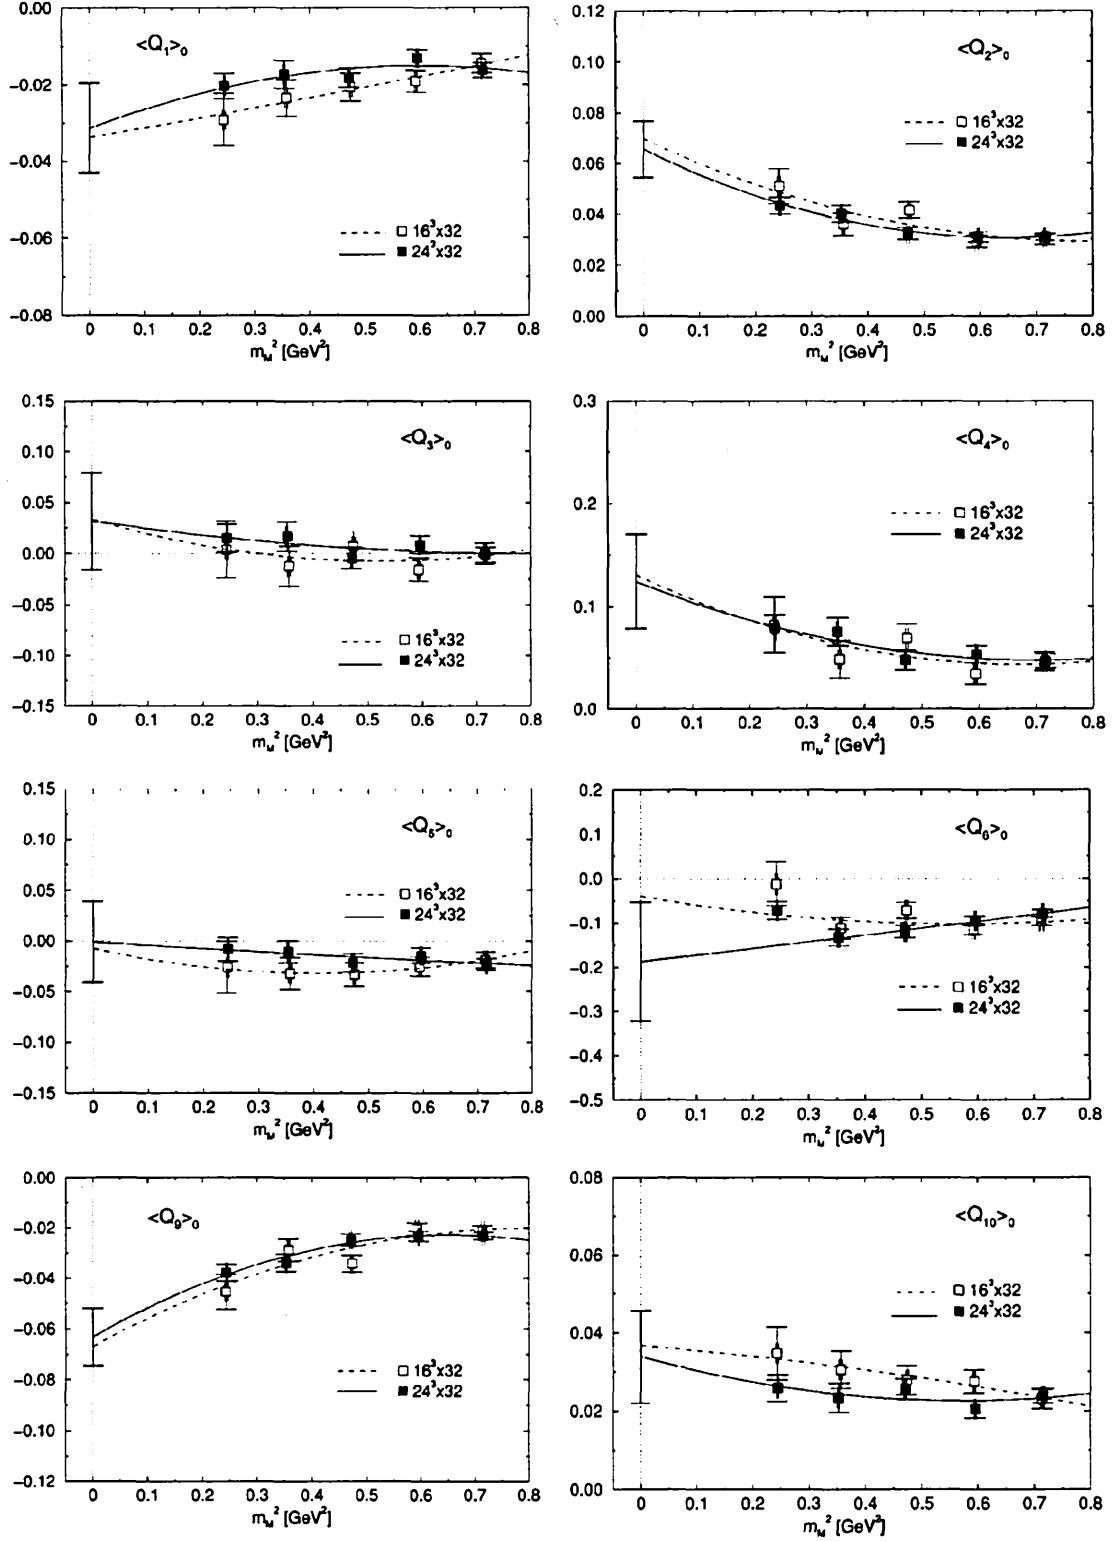 0.00
−0.02
−0.04
−0.06
−0.08
<Q₁>₀
16³x32
24³x32
0 0.1 0.2 0.3 0.4 0.5 0.6 0.7 0.8
m_M² [GeV²]
0.12
0.10
0.08
0.06
0.04
0.02
0.00
<Q₂>₀
16³x32
24³x32
0 0.1 0.2 0.3 0.4 0.5 0.6 0.7 0.8
m_M² [GeV²]
0.15
0.10
0.05
0.00
−0.05
−0.10
−0.15
<Q₃>₀
16³x32
24³x32
0 0.1 0.2 0.3 0.4 0.5 0.6 0.7 0.8
m_M² [GeV²]
0.3
0.2
0.1
0.0
<Q₄>₀
16³x32
24³x32
0 0.1 0.2 0.3 0.4 0.5 0.6 0.7 0.8
m_M² [GeV²]
0.15
0.10
0.05
0.00
−0.05
−0.10
−0.15
<Q₅>₀
16³x32
24³x32
0 0.1 0.2 0.3 0.4 0.5 0.6 0.7 0.8
m_M² [GeV²]
0.2
0.1
0.0
−0.1
−0.2
−0.3
−0.4
−0.5
<Q₆>₀
16³x32
24³x32
0 0.1 0.2 0.3 0.4 0.5 0.6 0.7 0.8
m_M² [GeV²]
0.00
−0.02
−0.04
−0.06
−0.08
−0.10
−0.12
<Q₉>₀
16³x32
24³x32
0 0.1 0.2 0.3 0.4 0.5 0.6 0.7 0.8
m_M² [GeV²]
0.08
0.06
0.04
0.02
0.00
<Q₁₀>₀
16³x32
24³x32
0 0.1 0.2 0.3 0.4 0.5 0.6 0.7 0.8
m_M² [GeV²]